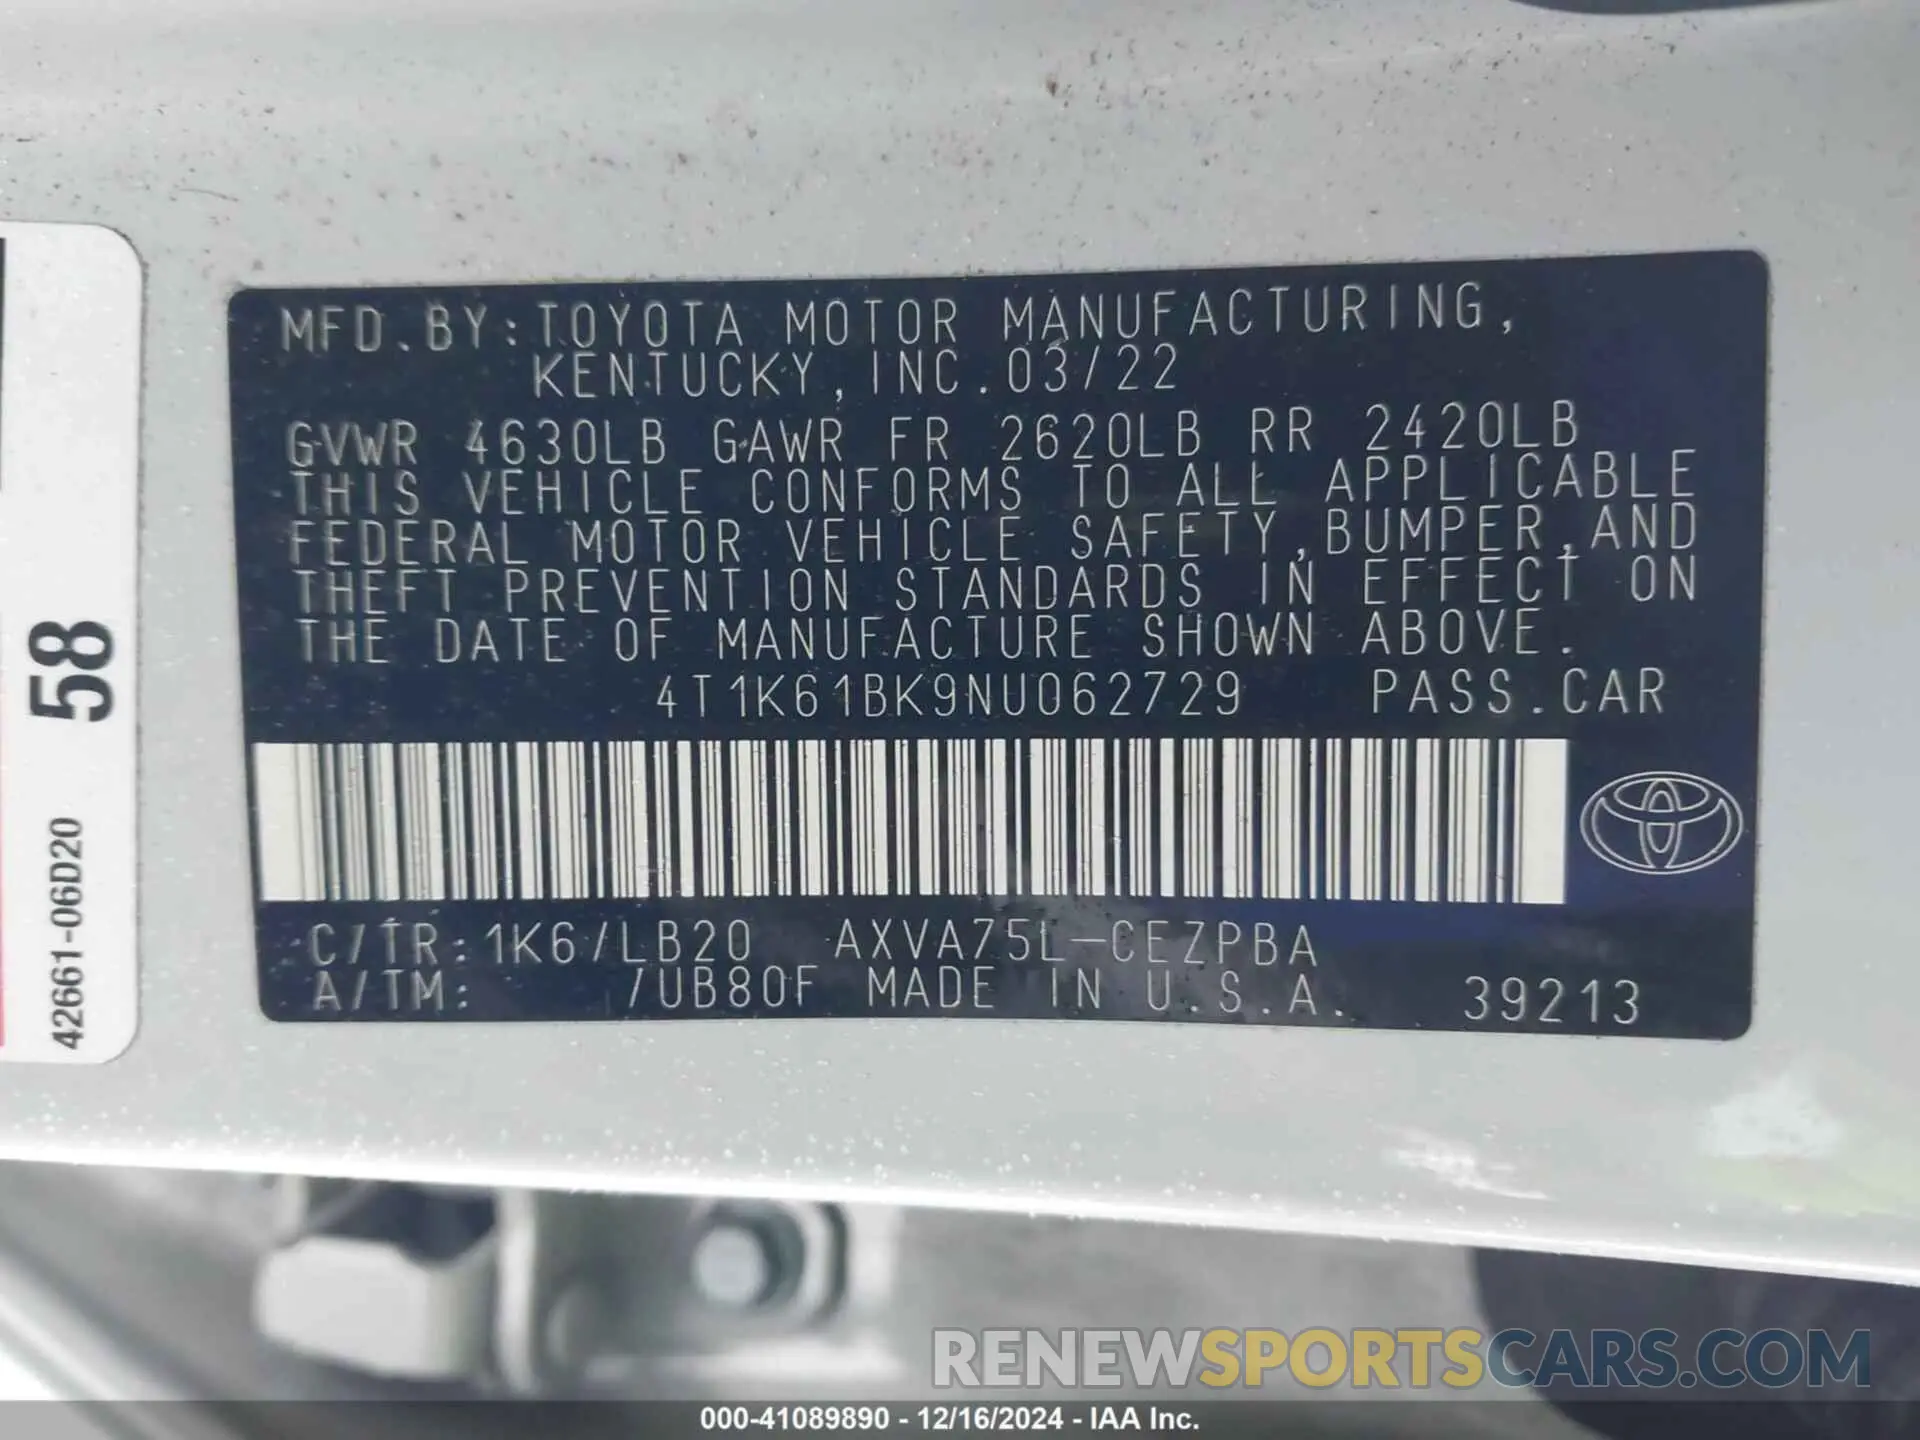 MFD.BY:TOYOTA MOTOR MANUFACTURING,
KENTUCKY,INC.03/22
GVWR 4630LB GAWR FR 2620LB RR 2420LB
THIS VEHICLE CONFORMS TO ALL APPLICABLE
FEDERAL MOTOR VEHICLE SAFETY,BUMPER,AND
THEFT PREVENTION STANDARDS IN EFFECT ON
THE DATE OF MANUFACTURE SHOWN ABOVE.
4T1K61BK9NU062729 PASS.CAR
C/TR:1K6/LB20 AXVA75L-CEZPBA
A/TM: /UB80F MADE IN U.S.A. 39213
58
42661-06D20
RENEWSPORTSCARS.COM
000-41089890 - 12/16/2024 - IAA Inc.